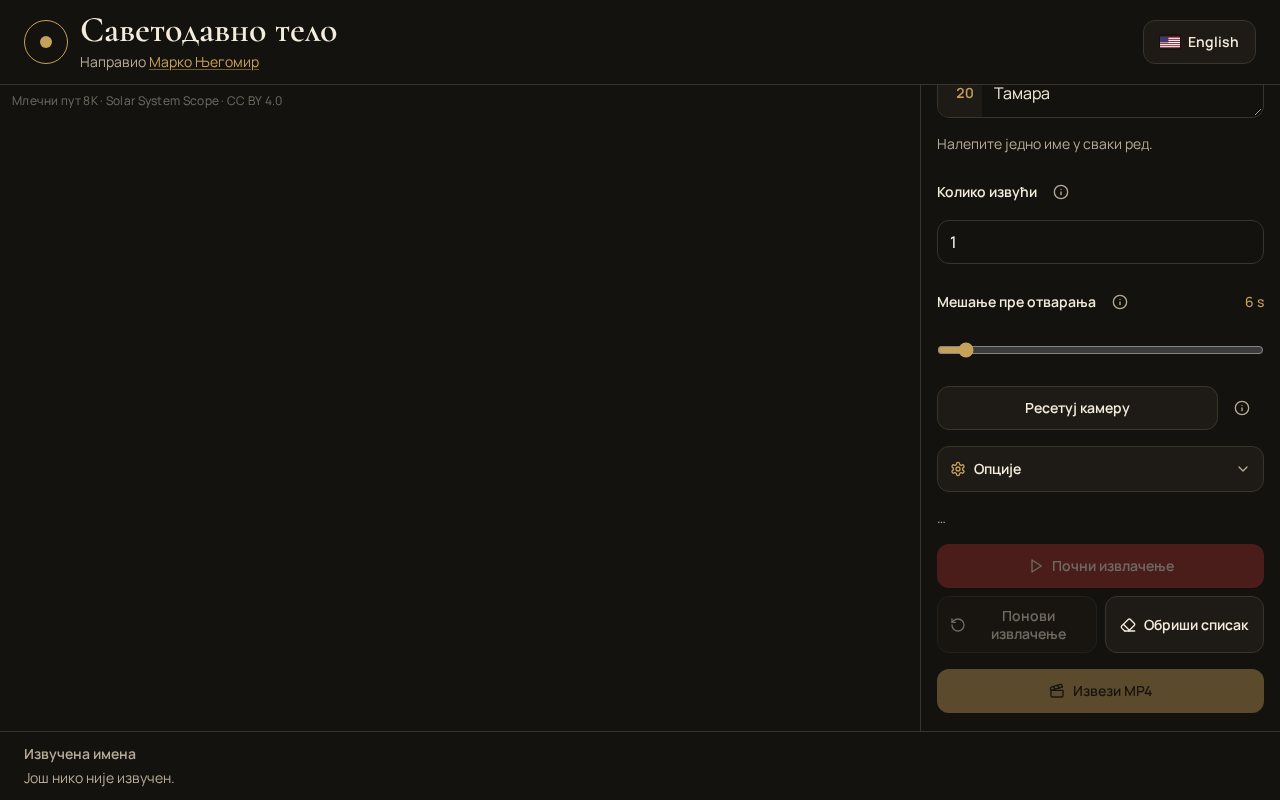 Саветодавно тело
Направио Марко Његомир
English
Млечни пут 8K · Solar System Scope · CC BY 4.0
20 Тамара
Налепите једно име у сваки ред.
Колико извући
1
Мешање пре отварања 6 s
Ресетуј камеру
Опције
...
Почни извлачење
Понови
извлачење
Обриши списак
Извези MP4
Извучена имена
Још нико није извучен.